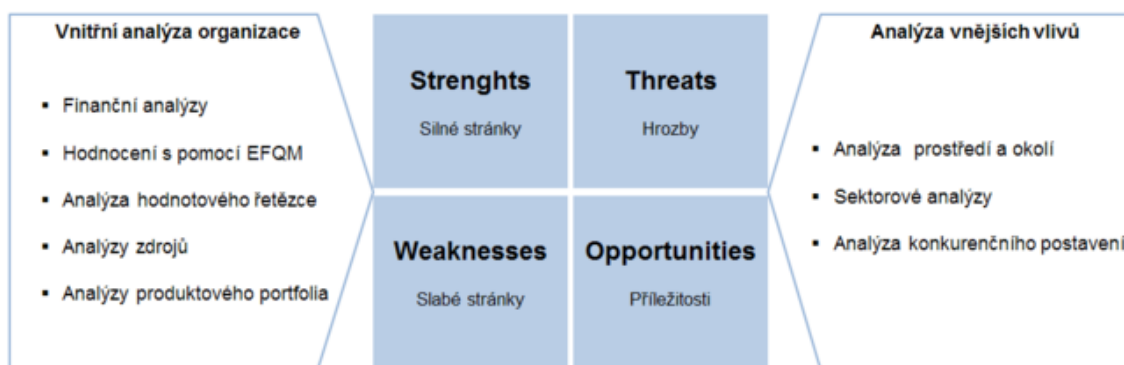 Vnitřní analýza organizace
▪ Finanční analýzy
▪ Hodnocení s pomocí EFQM
▪ Analýza hodnotového řetězce
▪ Analýzy zdrojů
▪ Analýzy produktového portfolia
Strenghts
Silné stránky
Threats
Hrozby
Weaknesses
Slabé stránky
Opportunities
Příležitosti
Analýza vnějších vlivů
▪ Analýza prostředí a okolí
▪ Sektorové analýzy
▪ Analýza konkurenčního postavení